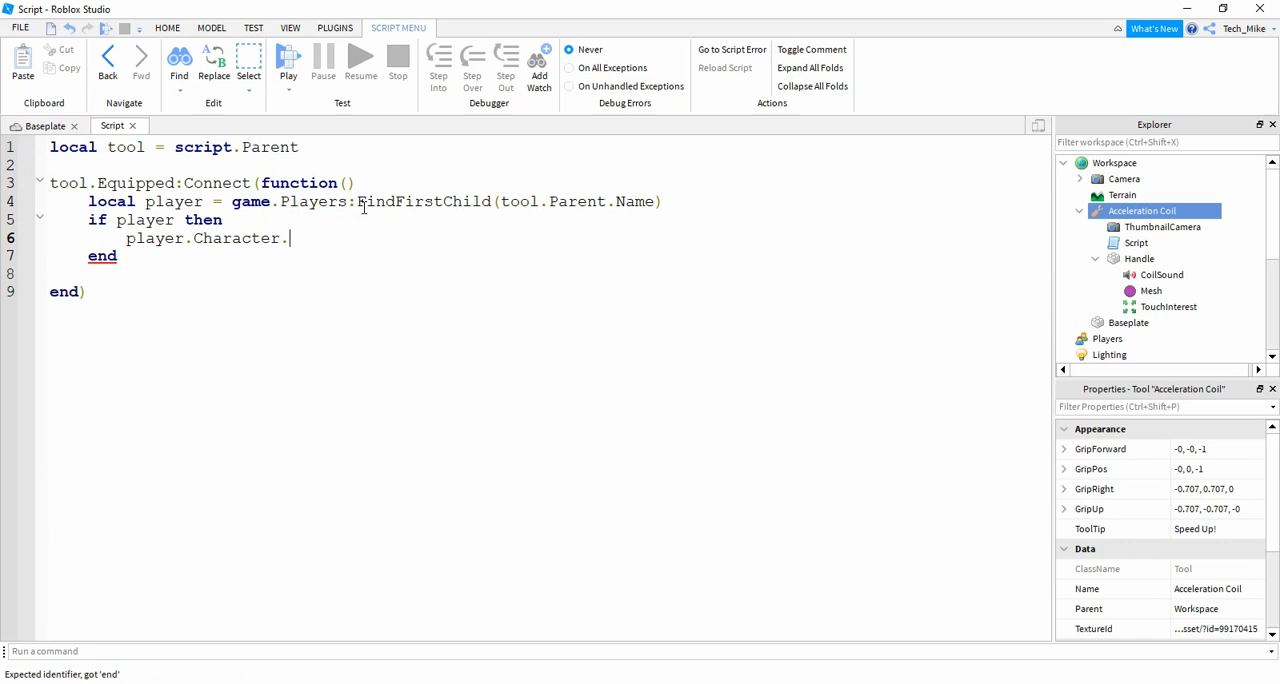 Script - Roblox Studio
FILE HOME MODEL TEST VIEW PLUGINS SCRIPT MENU What's New Tech_Mike
Paste Cut Copy Back Fwd Find Replace Select Play Pause Resume Stop Step Into Step Over Step Out Add Watch Never On All Exceptions On Unhandled Exceptions Go to Script Error Reload Script Toggle Comment Expand All Folds Collapse All Folds
Clipboard Navigate Edit Test Debugger Debug Errors Actions
Baseplate Script
1 local tool = script.Parent
2
3 tool.Equipped:Connect(function()
4 local player = game.Players:FindFirstChild(tool.Parent.Name)
5 if player then
6 player.Character.
7 end
8
9 end)
Explorer
Filter workspace (Ctrl+Shift+X)
Workspace
Camera
Terrain
Acceleration Coil
ThumbnailCamera
Script
Handle
CoilSound
Mesh
TouchInterest
Baseplate
Players
Lighting
Properties - Tool "Acceleration Coil"
Filter Properties (Ctrl+Shift+P)
Appearance
GripForward -0, -0, -1
GripPos -0, 0, -1
GripRight -0.707, 0.707, 0
GripUp -0.707, -0.707, -0
ToolTip Speed Up!
Data
ClassName Tool
Name Acceleration Coil
Parent Workspace
TextureId ...sset/?id=99170415
Run a command
Expected identifier, got 'end'